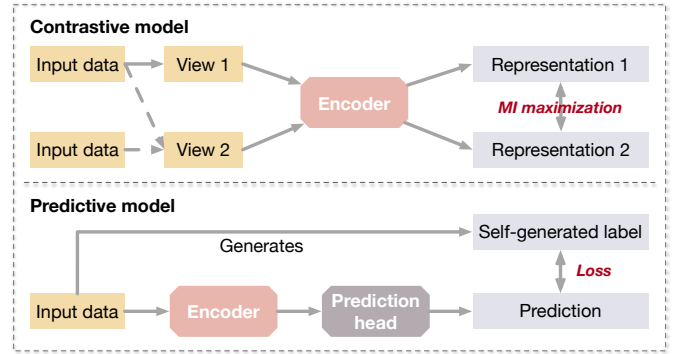 Contrastive model
Input data
View 1
Encoder
Representation 1
MI maximization
Input data
View 2
Representation 2
Predictive model
Self-generated label
Generates
Loss
Input data
Encoder
Prediction
head
Prediction